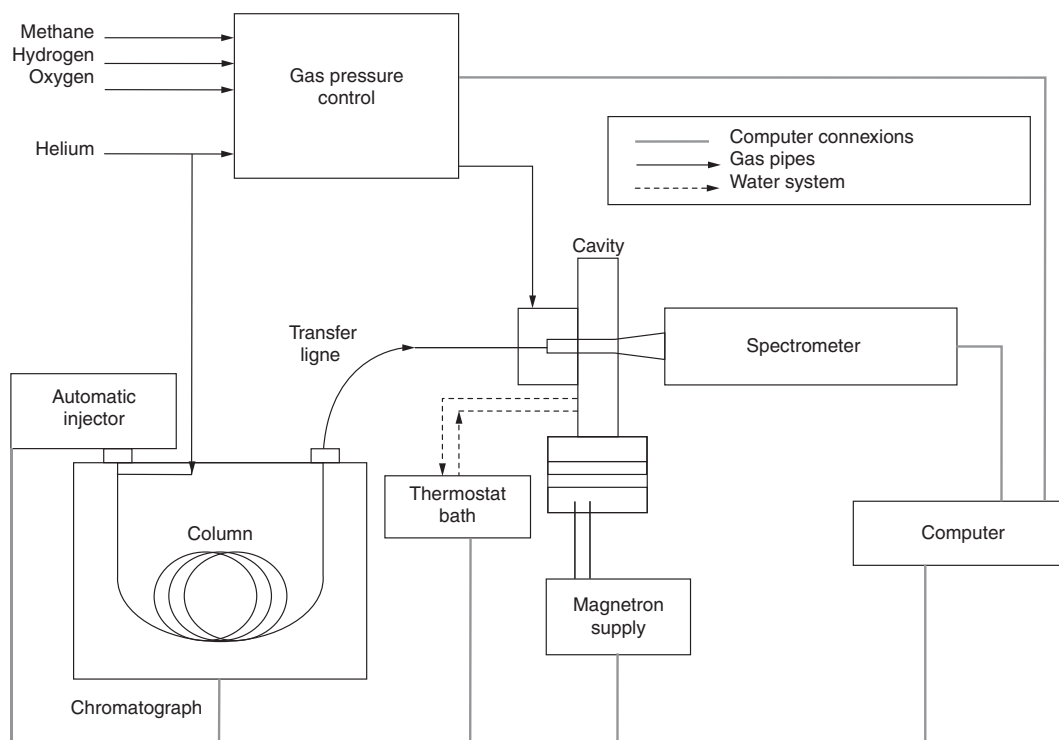 Methane
Hydrogen
Oxygen
Helium
Gas pressure
control
Computer connexions
Gas pipes
Water system
Cavity
Transfer
ligne
Spectrometer
Automatic
injector
Thermostat
bath
Column
Computer
Magnetron
supply
Chromatograph